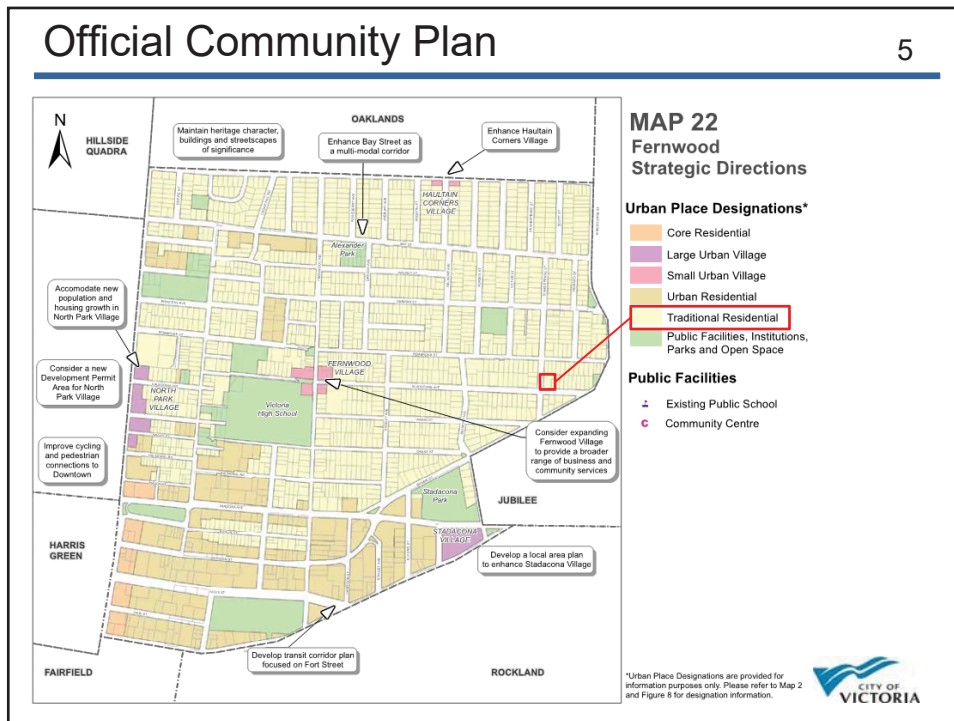 Official Community Plan
5
N
HILLSIDE
QUADRA
OAKLANDS
Maintain heritage character,
buildings and streetscapes
of significance
Enhance Bay Street as
a multi-modal corridor
Enhance Haultain
Corners Village
HAULTAIN
CORNERS
VILLAGE
Alexander
Park
Accomodate new
population and
housing growth in
North Park Village
Consider a new
Development Permit
Area for North
Park Village
NORTH
PARK
VILLAGE
FERNWOOD
VILLAGE
Victoria
High School
Improve cycling
and pedestrian
connections to
Downtown
Consider expanding
Fernwood Village
to provide a broader
range of business and
community services
Stadacona
Park
JUBILEE
STADACONA
VILLAGE
HARRIS
GREEN
Develop a local area plan
to enhance Stadacona Village
Develop transit corridor plan
focused on Fort Street
FAIRFIELD
ROCKLAND
MAP 22
Fernwood
Strategic Directions
Urban Place Designations*
Core Residential
Large Urban Village
Small Urban Village
Urban Residential
Traditional Residential
Public Facilities, Institutions,
Parks and Open Space
Public Facilities
Existing Public School
C Community Centre
*Urban Place Designations are provided for
information purposes only. Please refer to Map 2
and Figure 8 for designation information.
CITY OF
VICTORIA